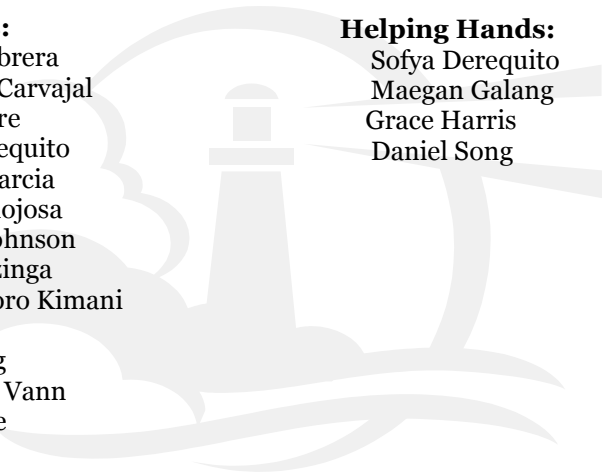 :
brera
Carvajal
re
equito
arcia
ojosa
ohnson
zinga
oro Kimani
g
Vann
e
Helping Hands:
Sofya Derequito
Maegan Galang
Grace Harris
Daniel Song